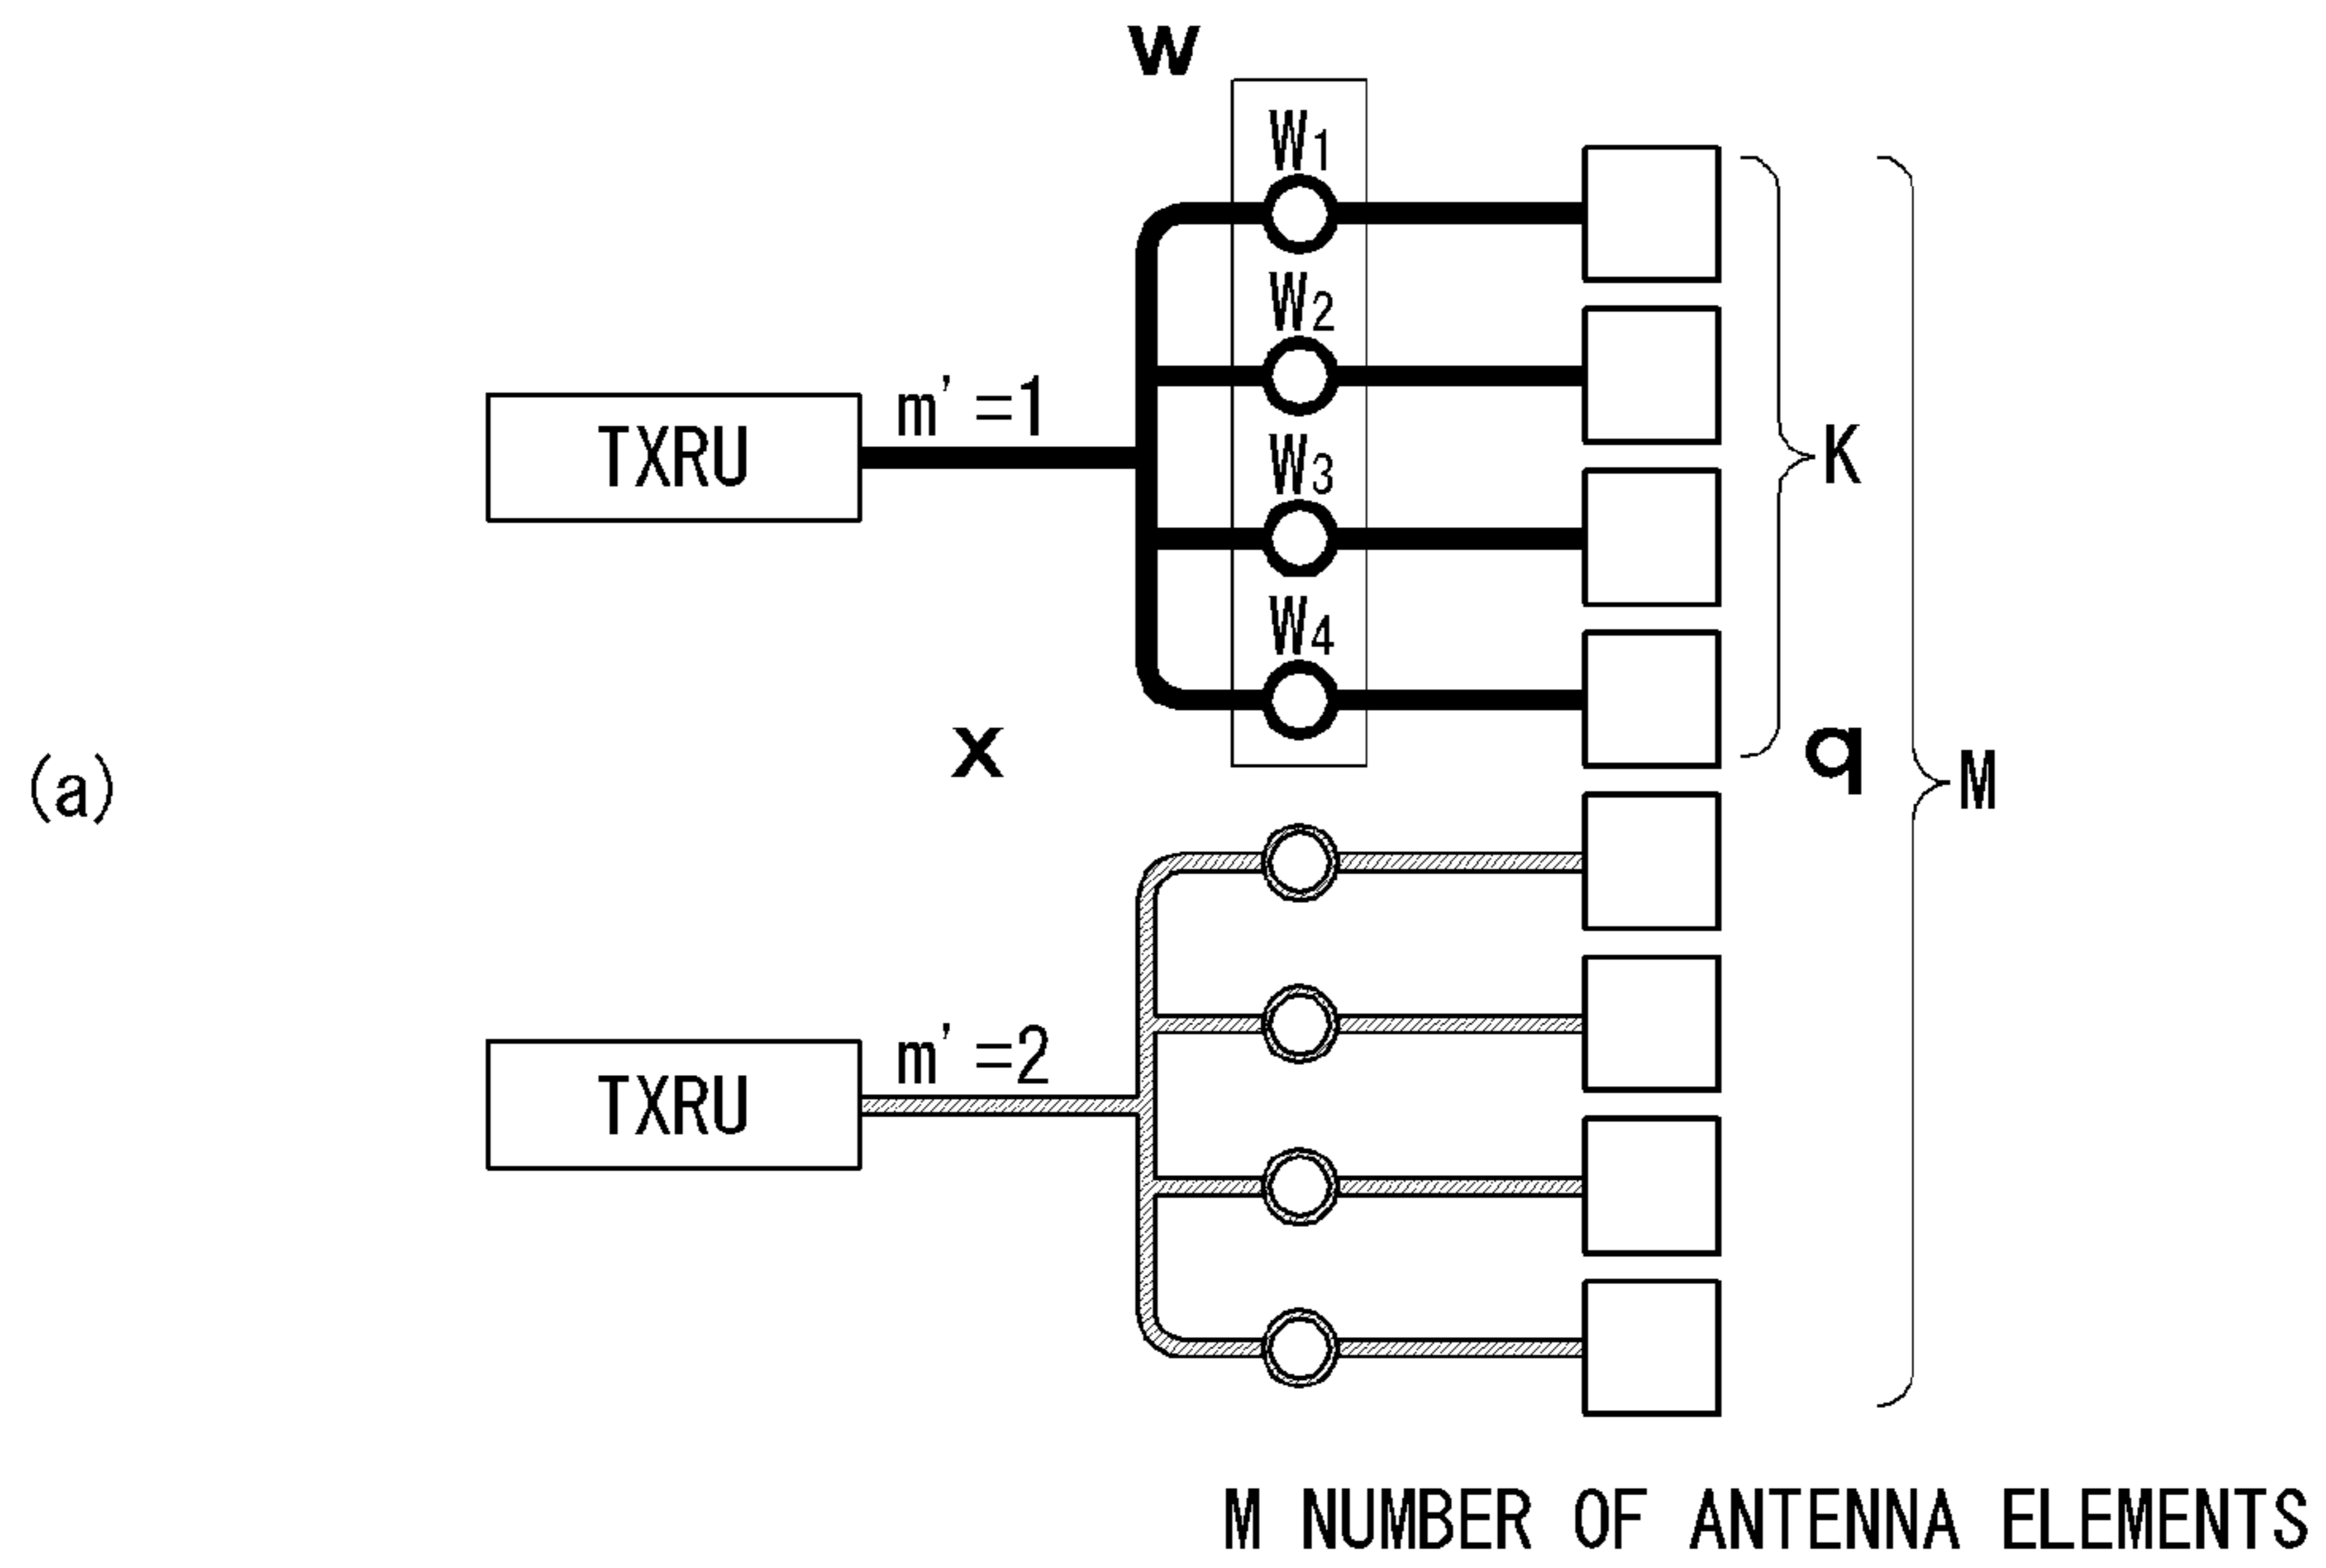 w
W1
W2
m'=1
TXRU
K
W3
W4
x
q
(a)
M
m'=2
TXRU
M NUMBER OF ANTENNA ELEMENTS